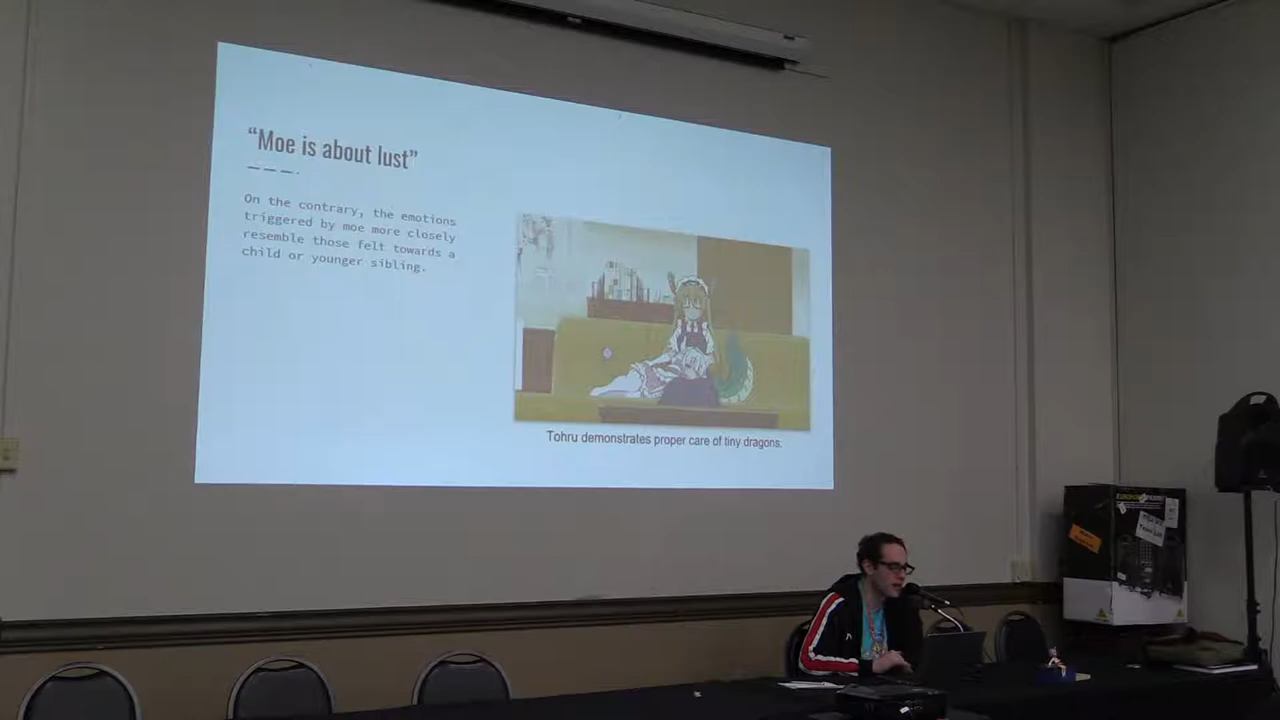 “Moe is about lust”
On the contrary, the emotions
triggered by moe more closely
resemble those felt towards a
child or younger sibling.
Tohru demonstrates proper care of tiny dragons.